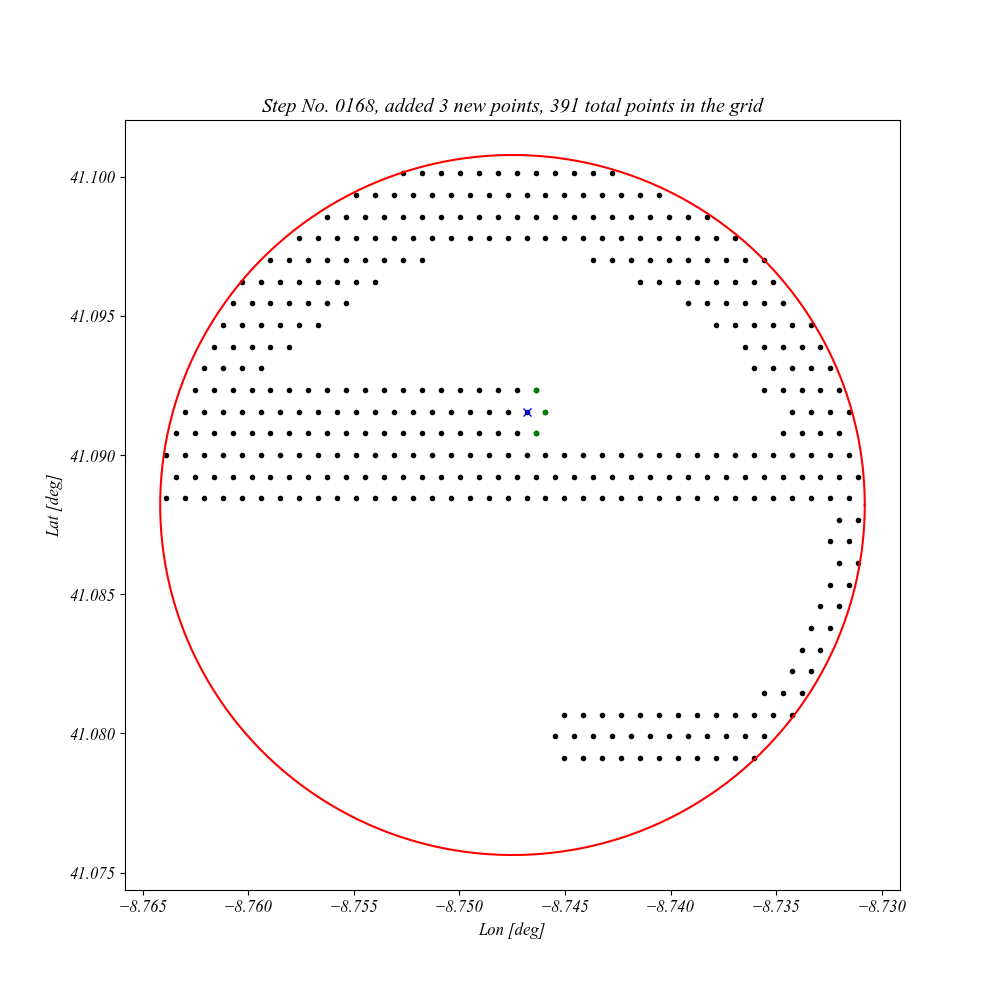 Step No. 0168, added 3 new points, 391 total points in the grid
41.100
41.095
41.090
41.085
41.080
41.075
Lat [deg]
−8.765 −8.760 −8.755 −8.750 −8.745 −8.740 −8.735 −8.730
Lon [deg]